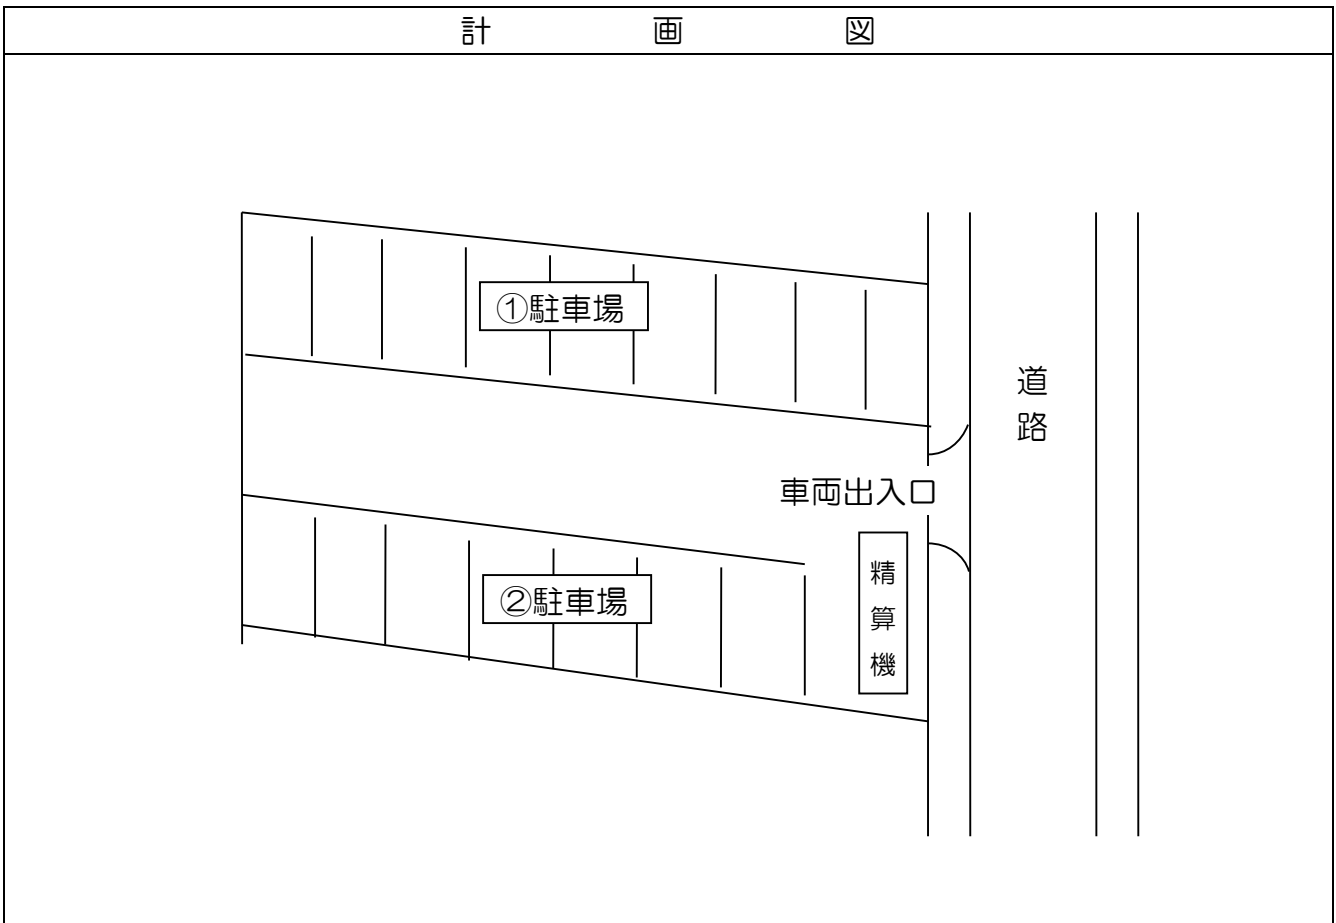 計画図
①駐車場
道路
車両出入口
②駐車場
精算機